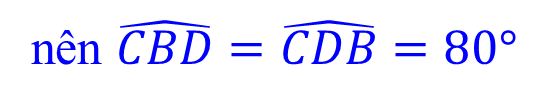 nên $\widehat{CBD} = \widehat{CDB} = 80°$